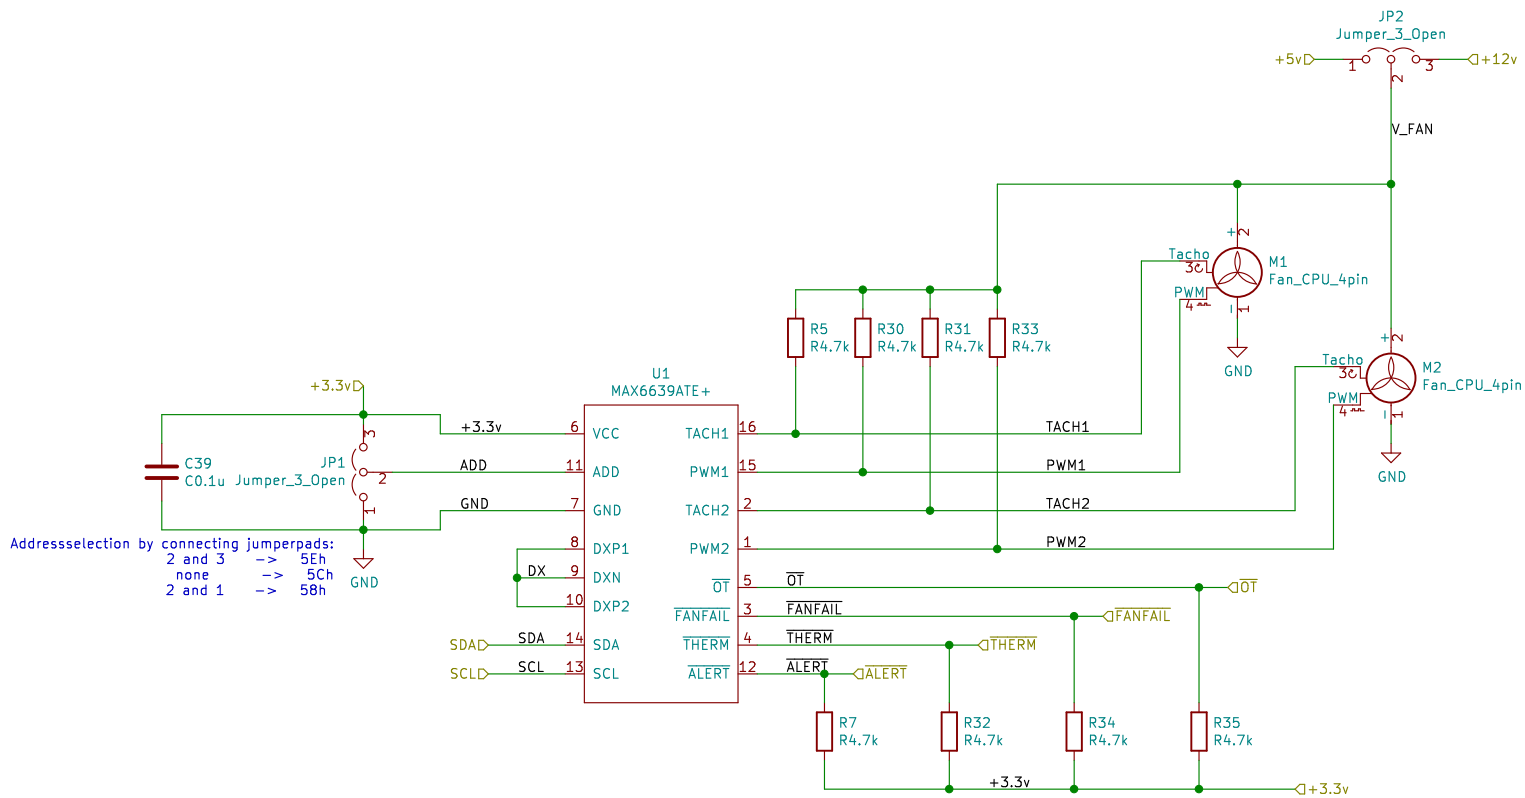 JP2
Jumper_3_Open
+5v
1
3
+12v
2
V_FAN
+
2
Tacho
3
M1
Fan_CPU_4pin
PWM
4
-
1
GND
+
2
Tacho
3
M2
Fan_CPU_4pin
PWM
4
-
1
GND
R5
R4.7k
R30
R4.7k
R31
R4.7k
R33
R4.7k
U1
MAX6639ATE+
+3.3v
3
+3.3v
6
VCC
TACH1
16
TACH1
C39
C0.1u
JP1
Jumper_3_Open
2
ADD
11
ADD
PWM1
15
PWM1
1
GND
7
GND
TACH2
2
TACH2
GND
Addressselection by connecting jumperpads:
2 and 3 -> 5Eh
none -> 5Ch
2 and 1 -> 58h
8
DXP1
PWM2
1
PWM2
DX
9
DXN
OT
5
OT
OT
10
DXP2
FANFAIL
3
FANFAIL
FANFAIL
SDA
SDA
14
SDA
THERM
4
THERM
THERM
SCL
SCL
13
SCL
ALERT
12
ALERT
ALERT
R7
R4.7k
R32
R4.7k
R34
R4.7k
R35
R4.7k
+3.3v
+3.3v